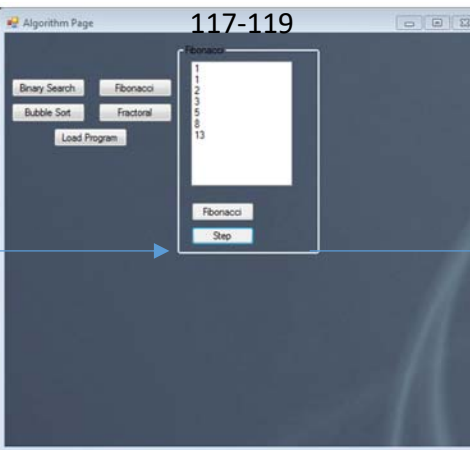 Algorithm Page
117-119
Fibonacci
Binary Search Fibonacci
Bubble Sort Fractoral
Load Program
1
1
2
3
5
8
13
Fibonacci
Step